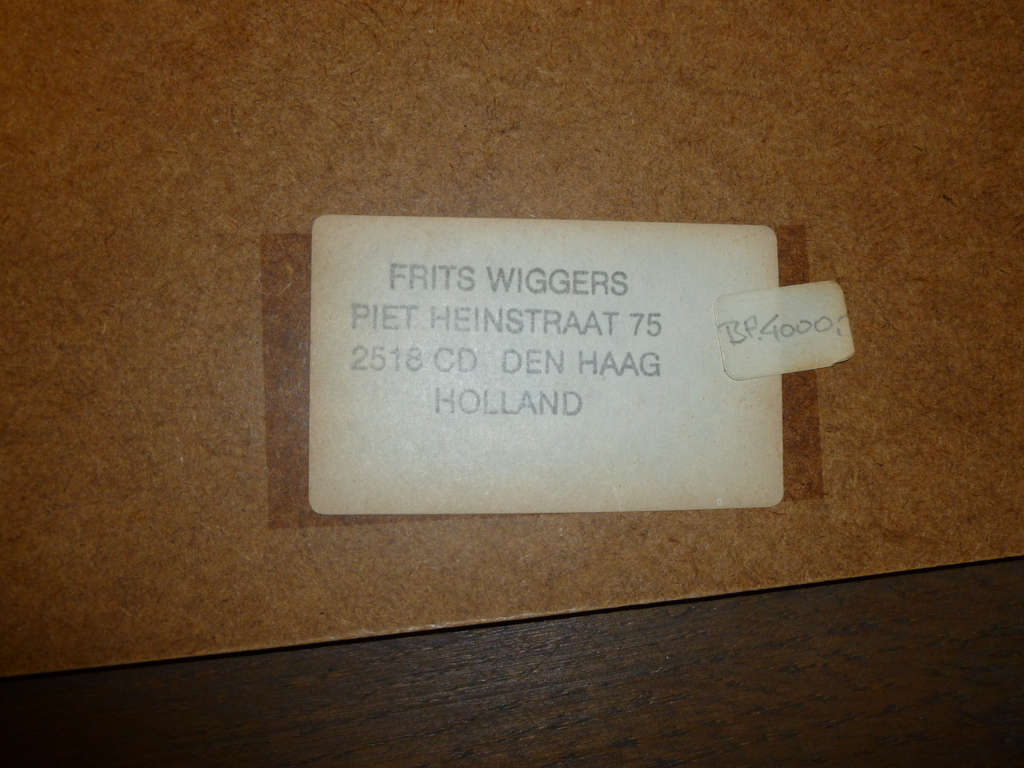 FRITS WIGGERS
PIET HEINSTRAAT 75
2518 CD DEN HAAG
HOLLAND